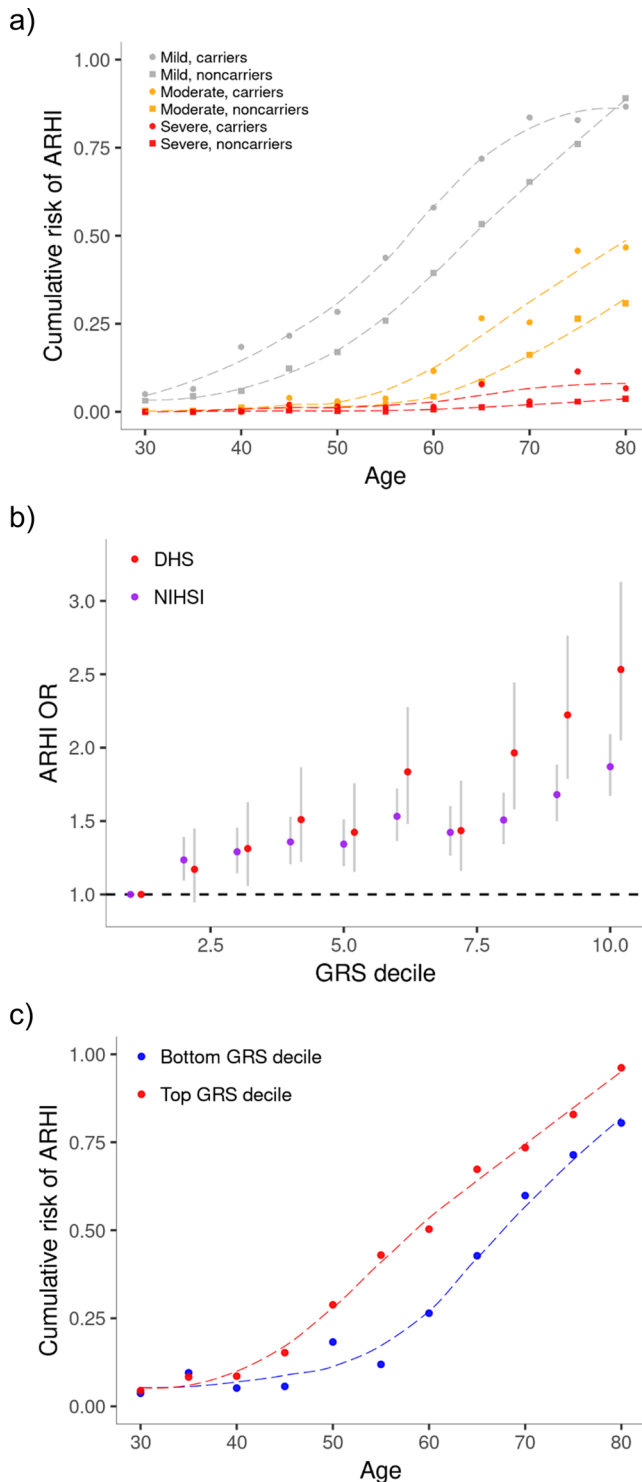 a)
Cumulative risk of ARHI
1.00
0.75
0.50
0.25
0.00
Mild, carriers
Mild, noncarriers
Moderate, carriers
Moderate, noncarriers
Severe, carriers
Severe, noncarriers
30 40 50 60 70 80
Age
b)
ARHI OR
3.0
2.5
2.0
1.5
1.0
DHS
NIHSI
2.5 5.0 7.5 10.0
GRS decile
c)
Cumulative risk of ARHI
1.00
0.75
0.50
0.25
0.00
Bottom GRS decile
Top GRS decile
30 40 50 60 70 80
Age